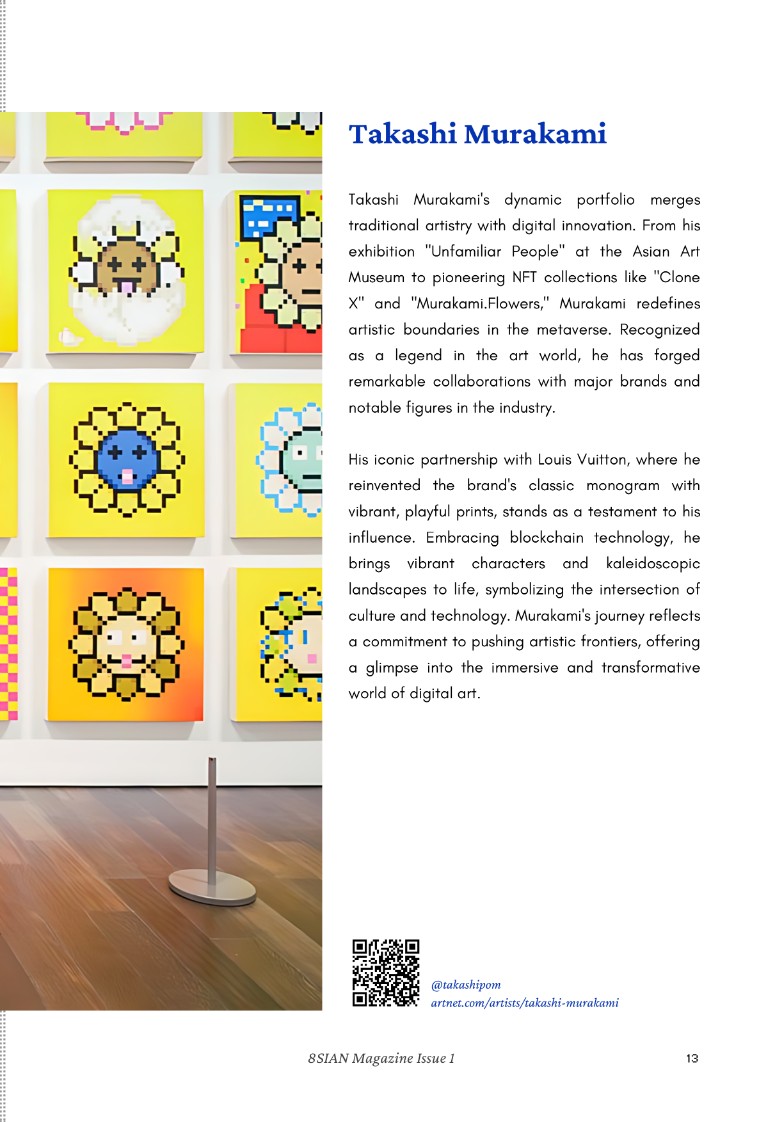 Takashi Murakami
Takashi Murakami's dynamic portfolio merges
traditional artistry with digital innovation. From his
exhibition "Unfamiliar People" at the Asian Art
Museum to pioneering NFT collections like "Clone
X" and "Murakami.Flowers," Murakami redefines
artistic boundaries in the metaverse. Recognized
as a legend in the art world, he has forged
remarkable collaborations with major brands and
notable figures in the industry.
His iconic partnership with Louis Vuitton, where he
reinvented the brand's classic monogram with
vibrant, playful prints, stands as a testament to his
influence. Embracing blockchain technology, he
brings vibrant characters and kaleidoscopic
landscapes to life, symbolizing the intersection of
culture and technology. Murakami's journey reflects
a commitment to pushing artistic frontiers, offering
a glimpse into the immersive and transformative
world of digital art.
@takashipom
artnet.com/artists/takashi-murakami
8SIAN Magazine Issue 1
13